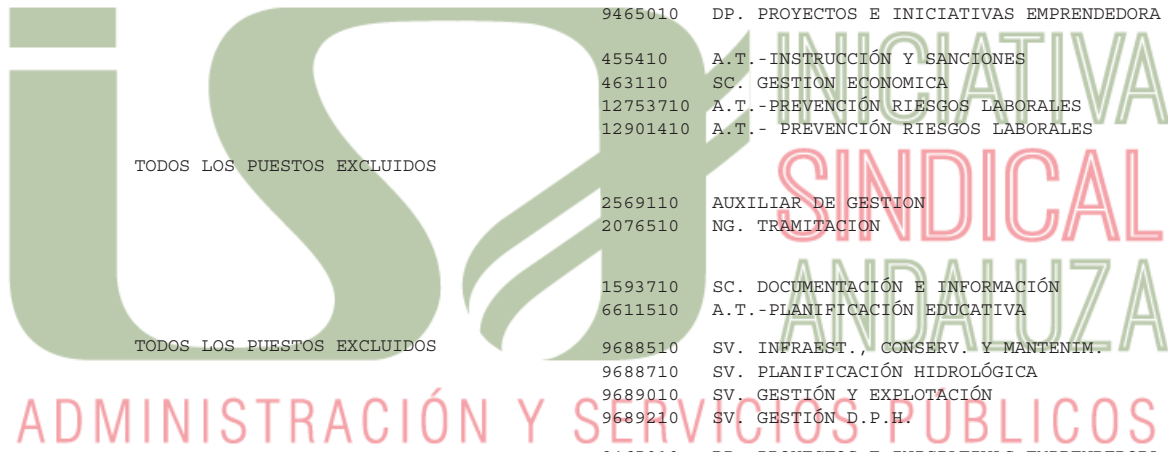 9465010 DP. PROYECTOS E INICIATIVAS EMPRENDEDORA
455410 A.T.-INSTRUCCIÓN Y SANCIONES
463110 SC. GESTION ECONOMICA
12753710 A.T.-PREVENCIÓN RIESGOS LABORALES
12901410 A.T.- PREVENCIÓN RIESGOS LABORALES
TODOS LOS PUESTOS EXCLUIDOS
2569110 AUXILIAR DE GESTION
2076510 NG. TRAMITACION
1593710 SC. DOCUMENTACIÓN E INFORMACIÓN
6611510 A.T.-PLANIFICACIÓN EDUCATIVA
TODOS LOS PUESTOS EXCLUIDOS 9688510 SV. INFRAEST., CONSERV. Y MANTENIM.
9688710 SV. PLANIFICACIÓN HIDROLÓGICA
9689010 SV. GESTIÓN Y EXPLOTACIÓN
9689210 SV. GESTIÓN D.P.H.
isa
INICIATIVA
SINDICAL
ANDALUZA
ADMINISTRACIÓN Y SERVICIOS PÚBLICOS